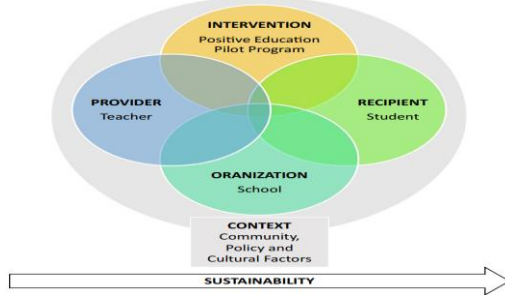 INTERVENTION
Positive Education
Pilot Program
PROVIDER
Teacher
RECIPIENT
Student
ORANIZATION
School
CONTEXT
Community,
Policy and
Cultural Factors
SUSTAINABILITY